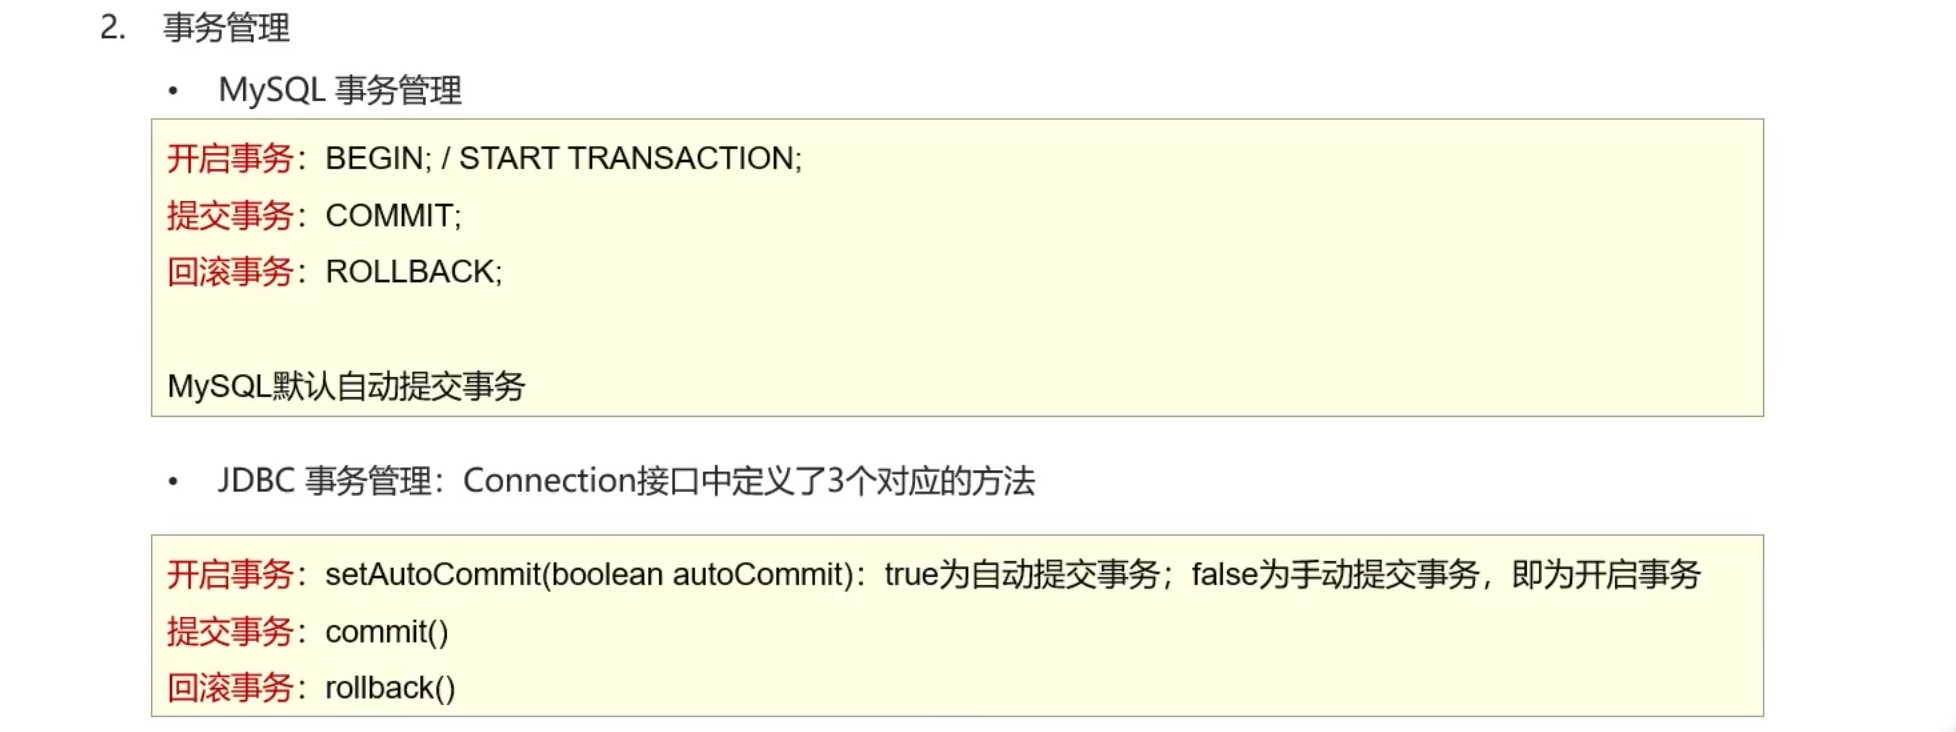 2. 事务管理
• MySQL 事务管理
开启事务：BEGIN; / START TRANSACTION;
提交事务：COMMIT;
回滚事务：ROLLBACK;
MySQL默认自动提交事务
• JDBC 事务管理：Connection接口中定义了3个对应的方法
开启事务：setAutoCommit(boolean autoCommit)：true为自动提交事务；false为手动提交事务，即为开启事务
提交事务：commit()
回滚事务：rollback()